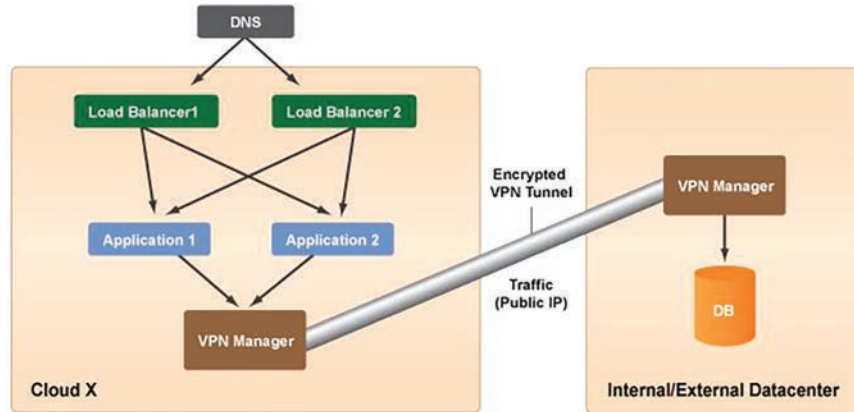 DNS
Load Balancer1
Load Balancer 2
Encrypted
VPN Tunnel
VPN Manager
Application 1
Application 2
Traffic
(Public IP)
DB
VPN Manager
Cloud X
Internal/External Datacenter